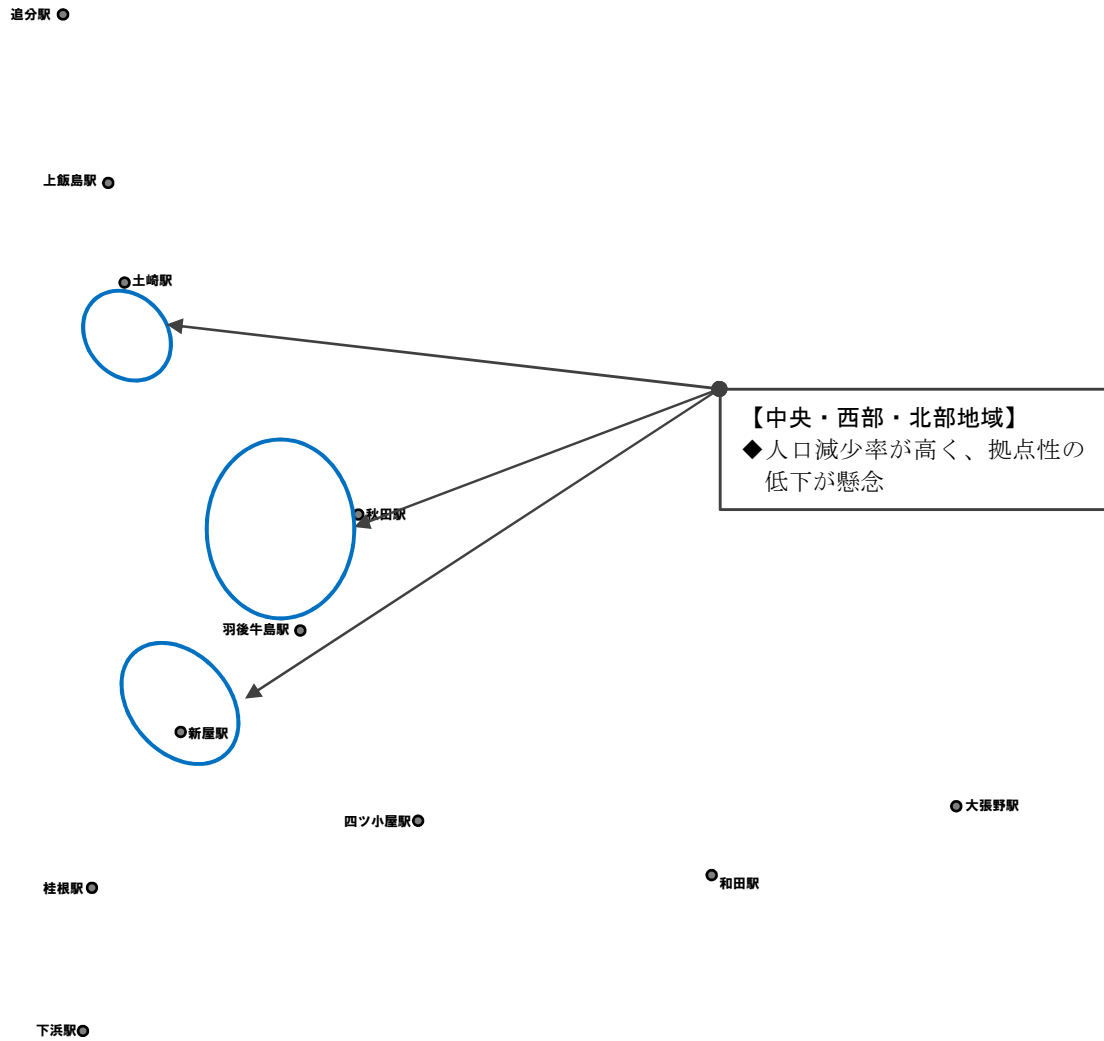 追分駅
上飯島駅
土崎駅
【中央・西部・北部地域】
◆人口減少率が高く、拠点性の
低下が懸念
秋田駅
羽後牛島駅
新屋駅
大張野駅
四ツ小屋駅
和田駅
桂根駅
下浜駅